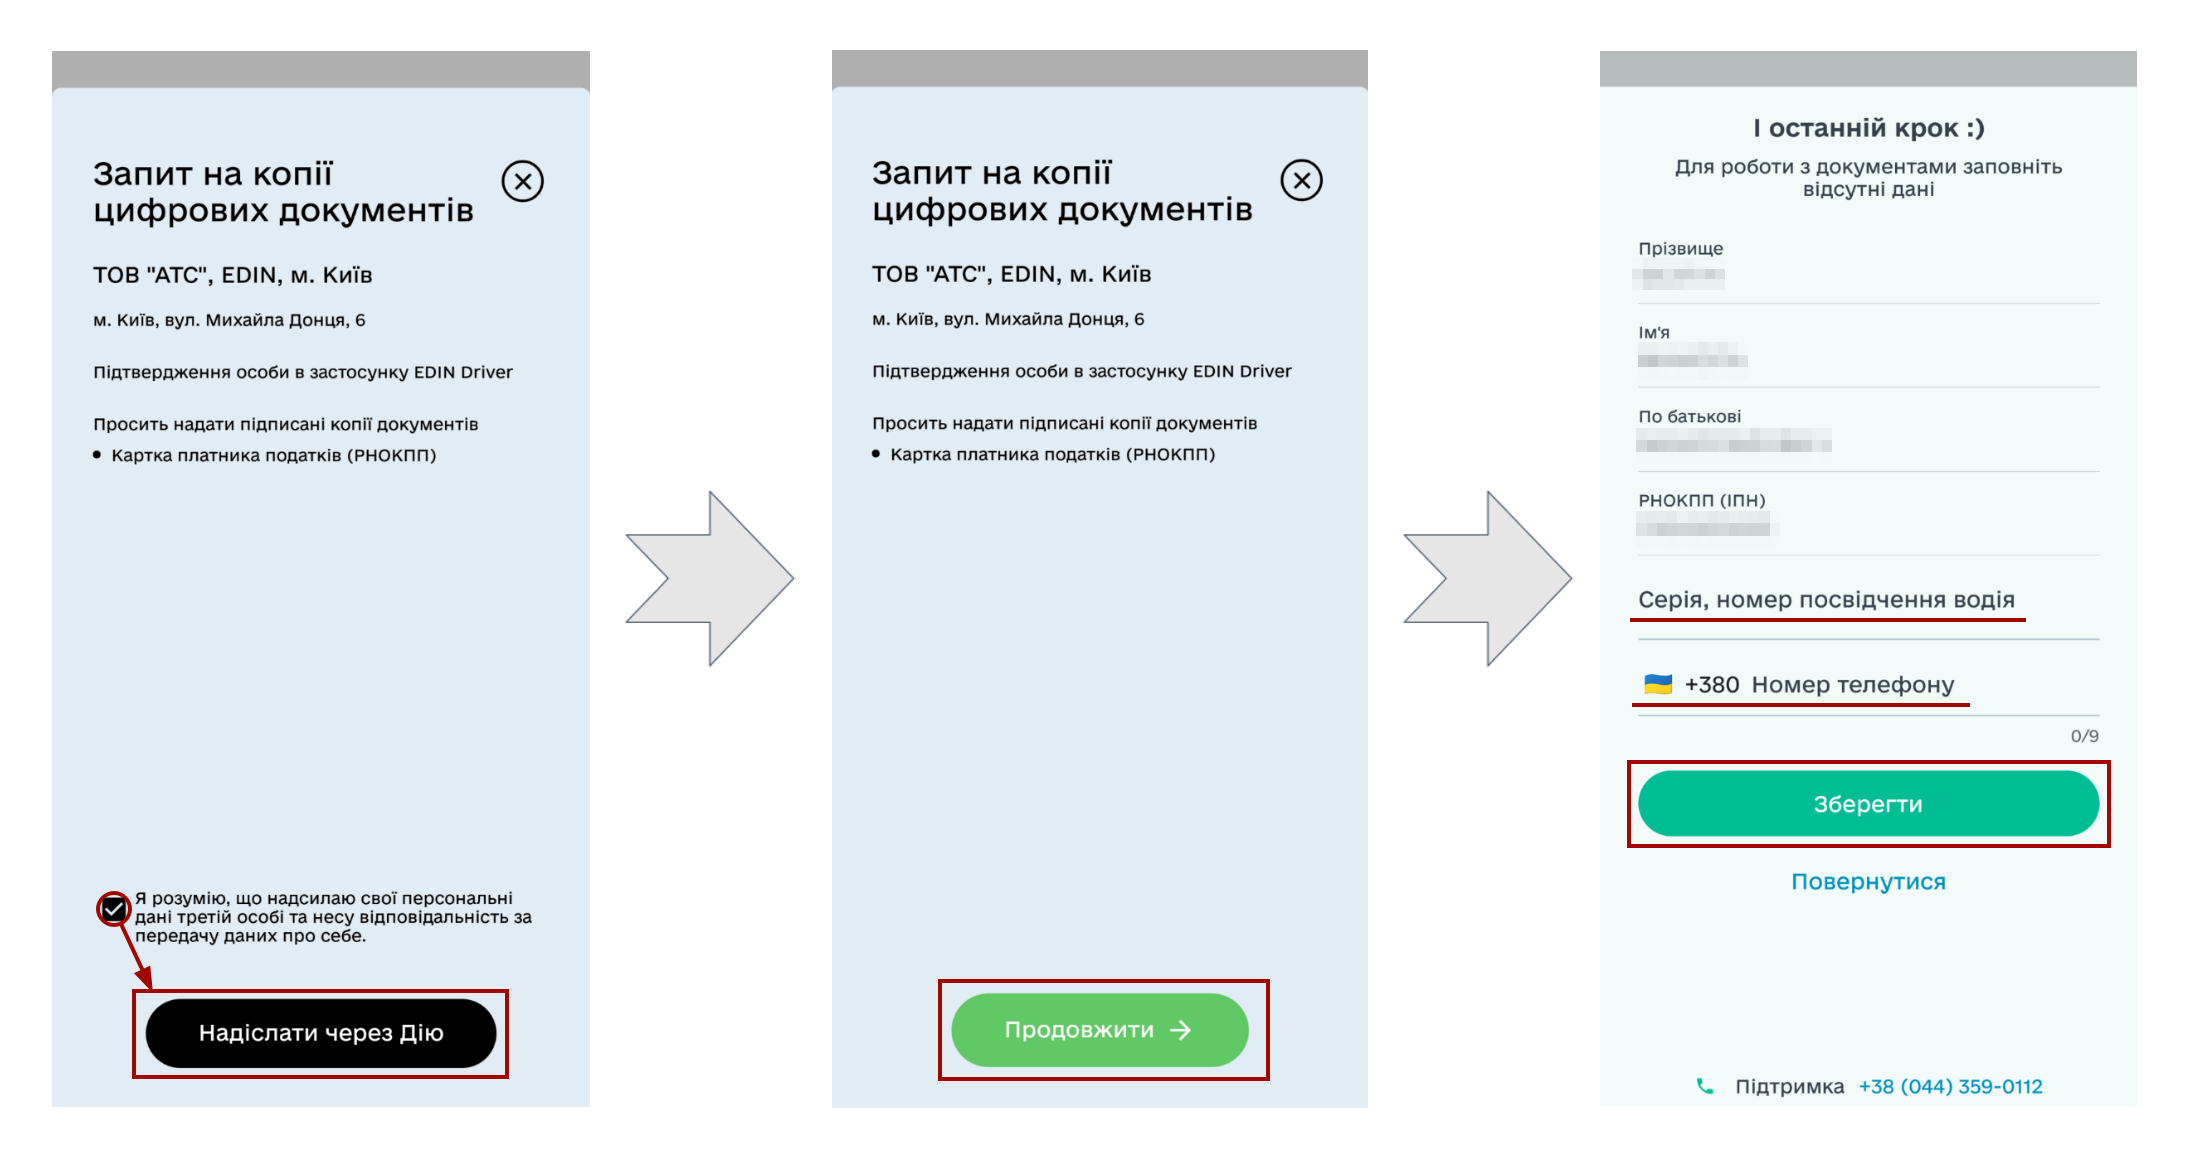 Запит на копії
цифрових документів
ТОВ "АТС", EDIN, м. Київ
м. Київ, вул. Михайла Донця, 6
Підтвердження особи в застосунку EDIN Driver
Просить надати підписані копії документів
• Картка платника податків (РНОКПП)
Я розумію, що надсилаю свої персональні
дані третій особі та несу відповідальність за
передачу даних про себе.
Надіслати через Дію
Запит на копії
цифрових документів
ТОВ "АТС", EDIN, м. Київ
м. Київ, вул. Михайла Донця, 6
Підтвердження особи в застосунку EDIN Driver
Просить надати підписані копії документів
• Картка платника податків (РНОКПП)
Продовжити →
І останній крок :)
Для роботи з документами заповніть
відсутні дані
Прізвище
Ім'я
По батькові
РНОКПП (ІПН)
Серія, номер посвідчення водія
+380 Номер телефону
0/9
Зберегти
Повернутися
Підтримка +38 (044) 359-0112